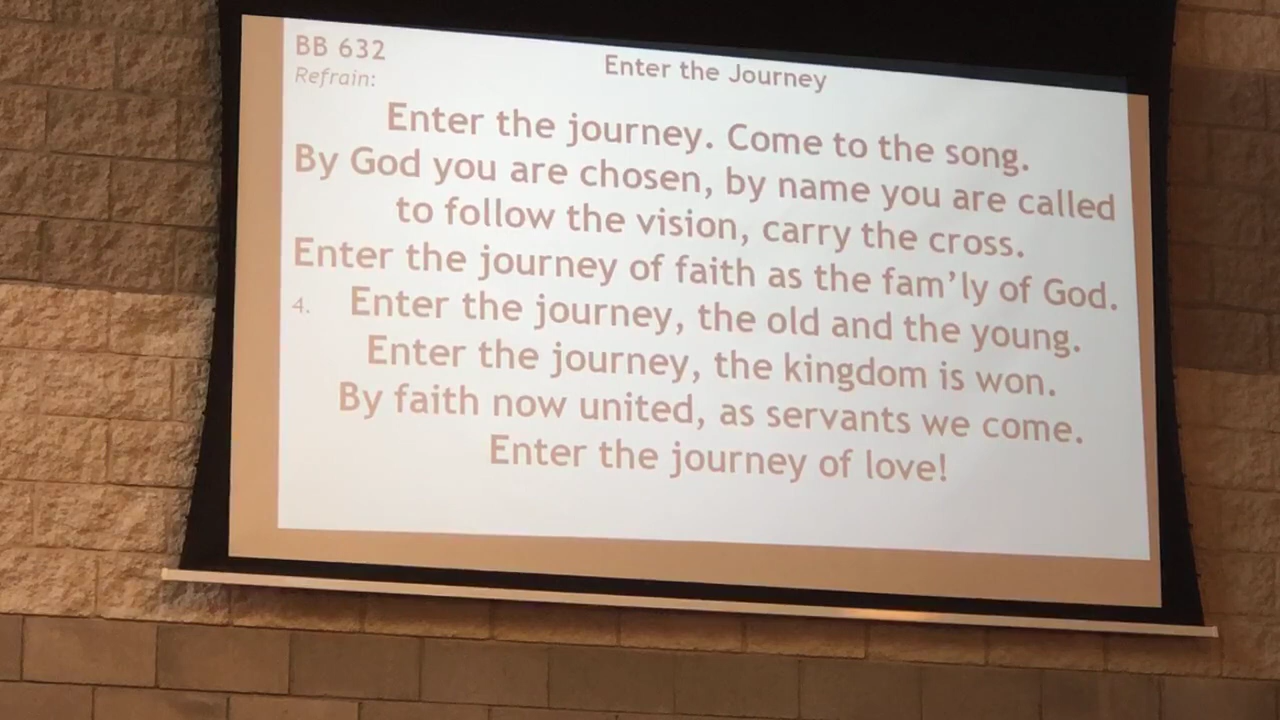 BB 632
Enter the Journey
Refrain:
Enter the journey. Come to the song.
By God you are chosen, by name you are called
to follow the vision, carry the cross.
Enter the journey of faith as the fam'ly of God.
4. Enter the journey, the old and the young.
Enter the journey, the kingdom is won.
By faith now united, as servants we come.
Enter the journey of love!